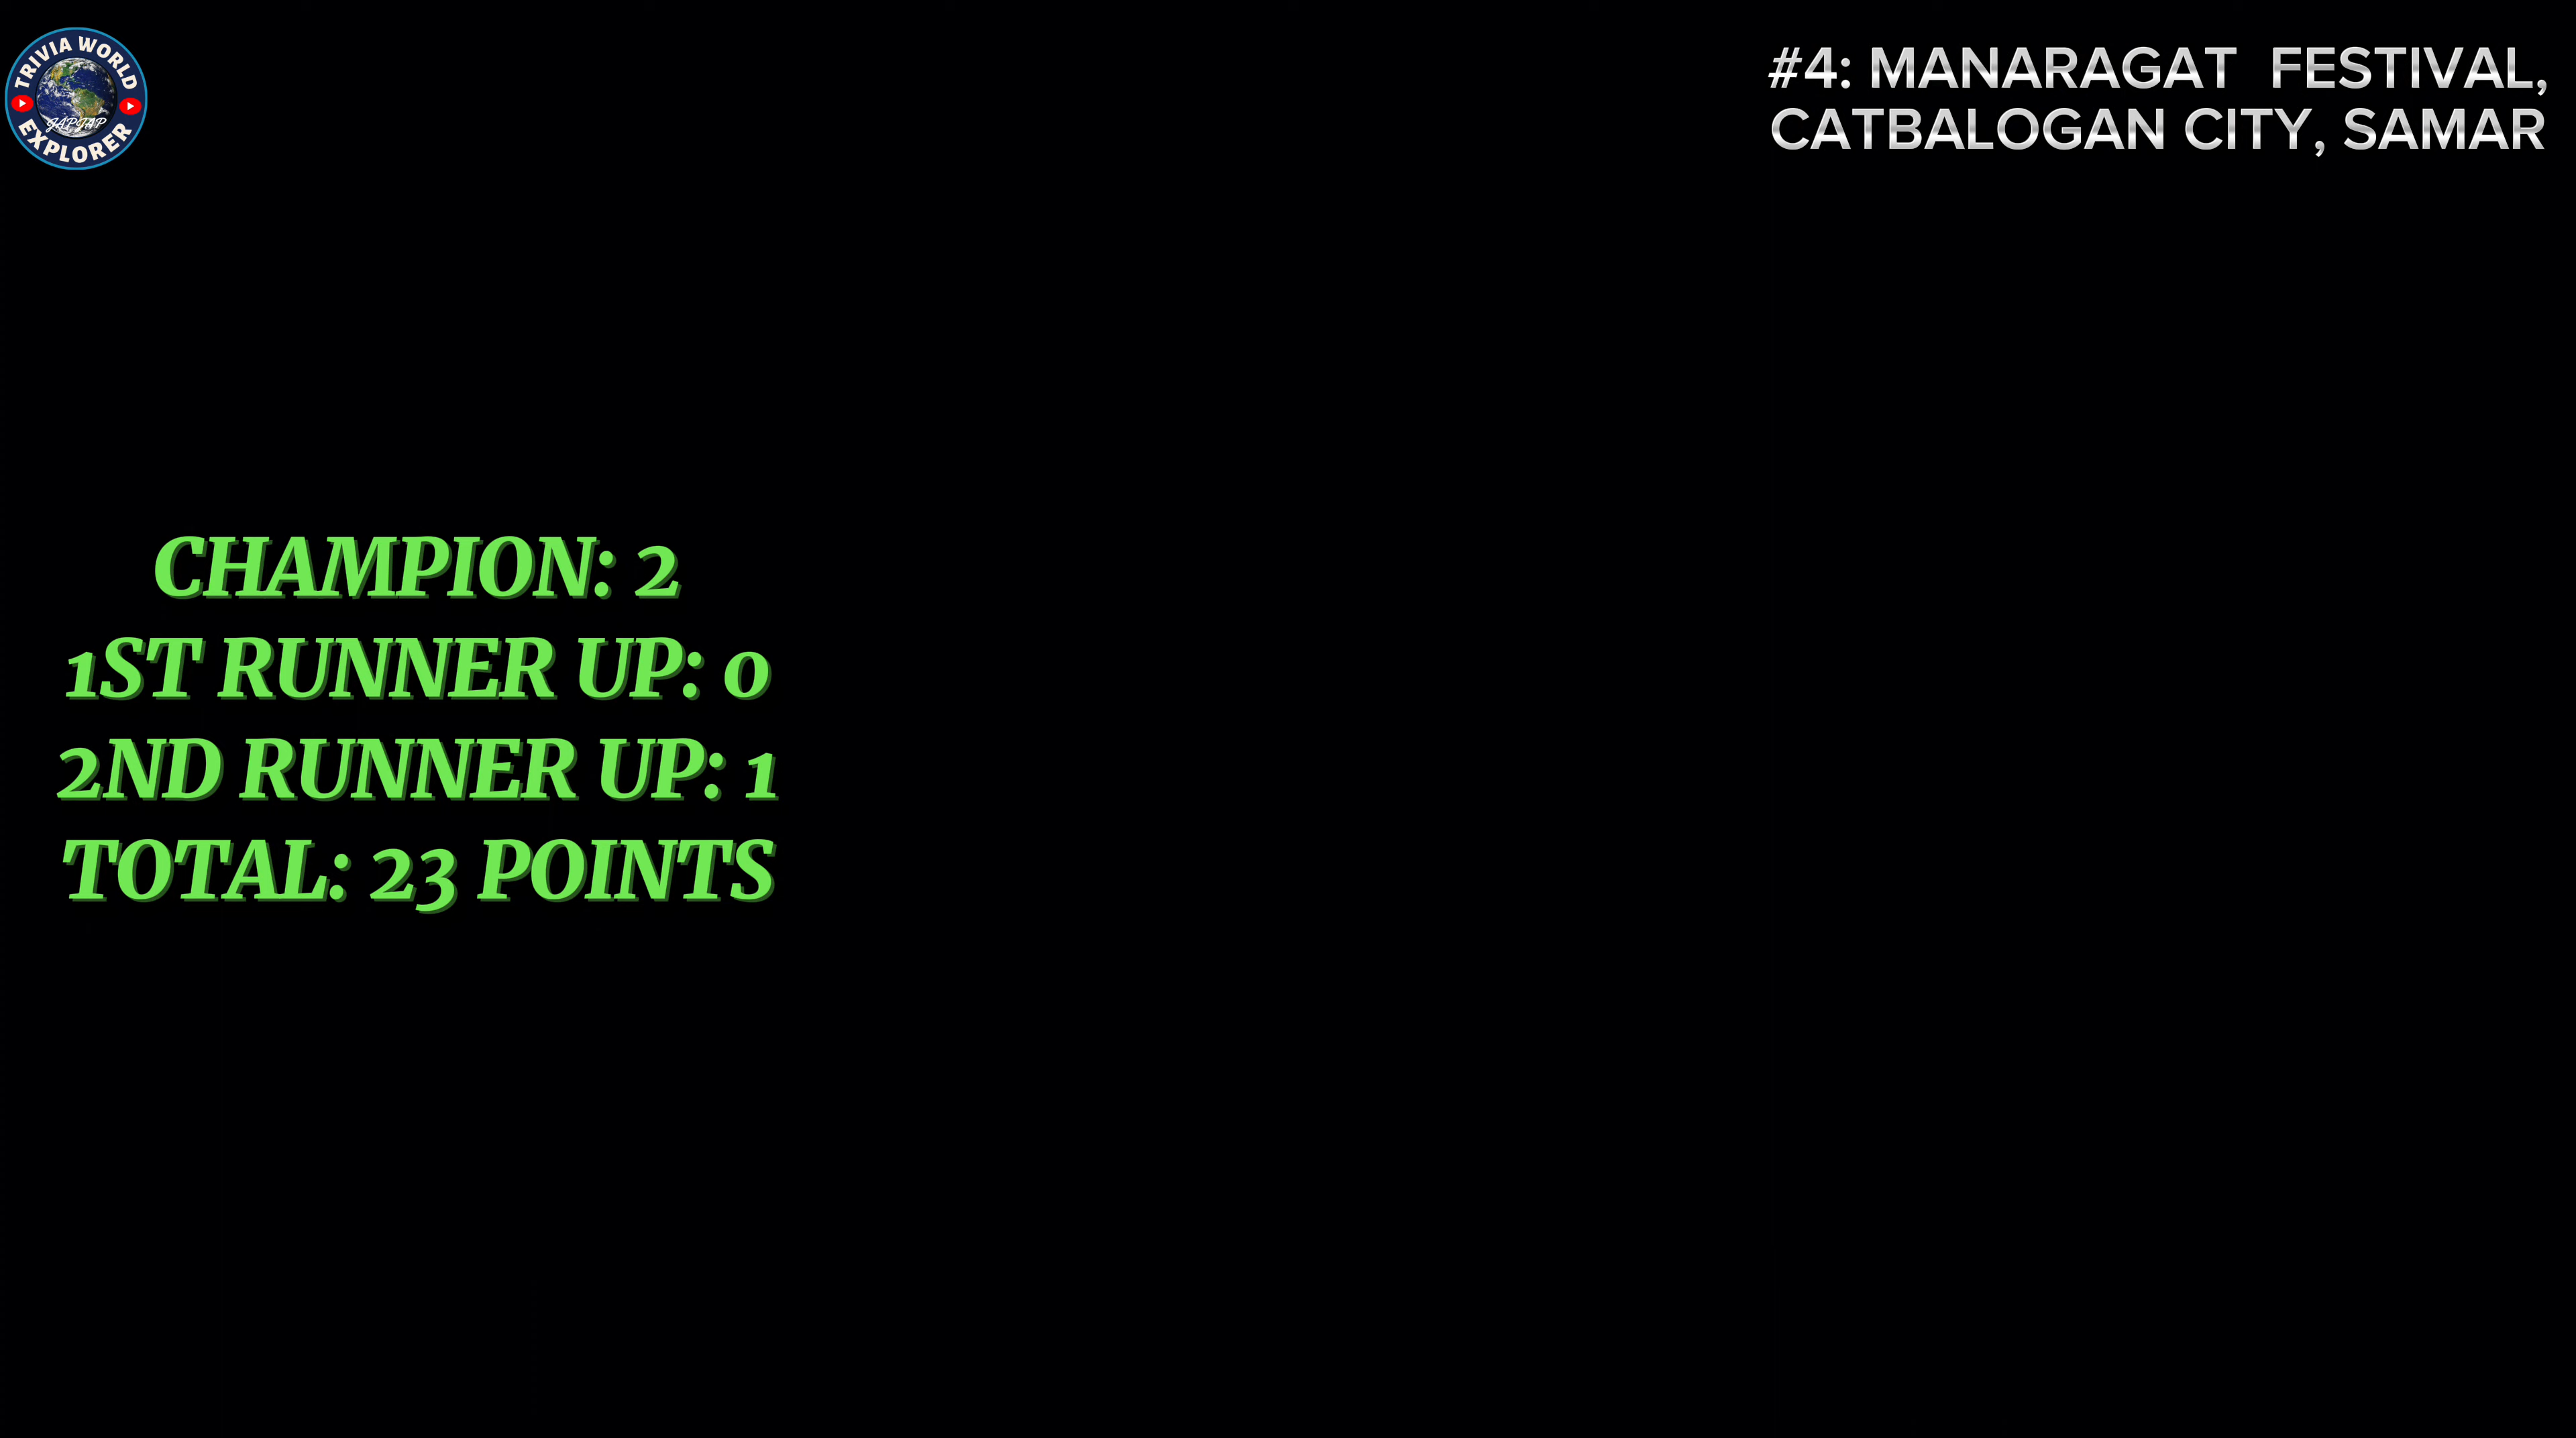 TRIVIA WORLD
JAPTAP
EXPLORER
#4: MANARAGAT FESTIVAL,
CATBALOGAN CITY, SAMAR
CHAMPION: 2
1ST RUNNER UP: 0
2ND RUNNER UP: 1
TOTAL: 23 POINTS